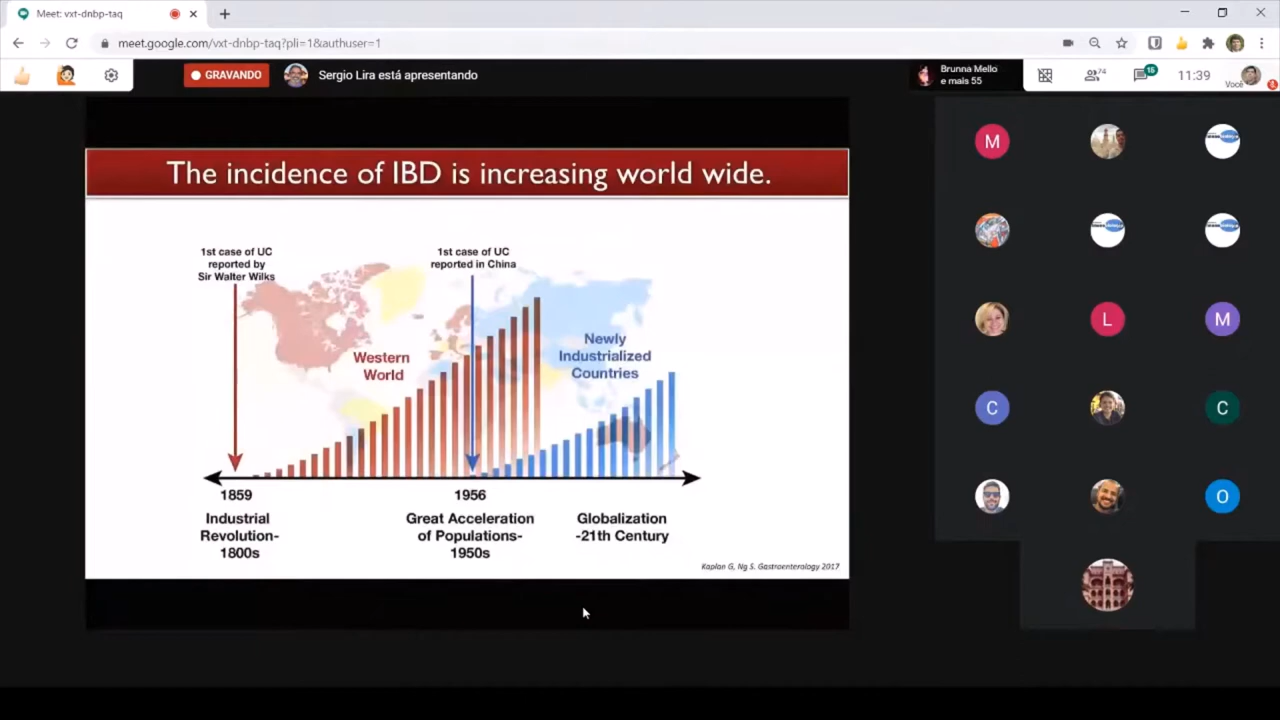 Meet: vxt-dnbp-taq
meet.google.com/vxt-dnbp-taq?pli=1&authuser=1
GRAVANDO
Sergio Lira está apresentando
Brunna Mello
e mais 55
74
15
11:39
Você
The incidence of IBD is increasing world wide.
1st case of UC
reported by
Sir Walter Wilks
1st case of UC
reported in China
Western
World
Newly
Industrialized
Countries
1859
1956
Industrial
Revolution-
1800s
Great Acceleration
of Populations-
1950s
Globalization
-21th Century
Kaplan G, Ng S. Gastroenterology 2017
M
L
M
C
C
O